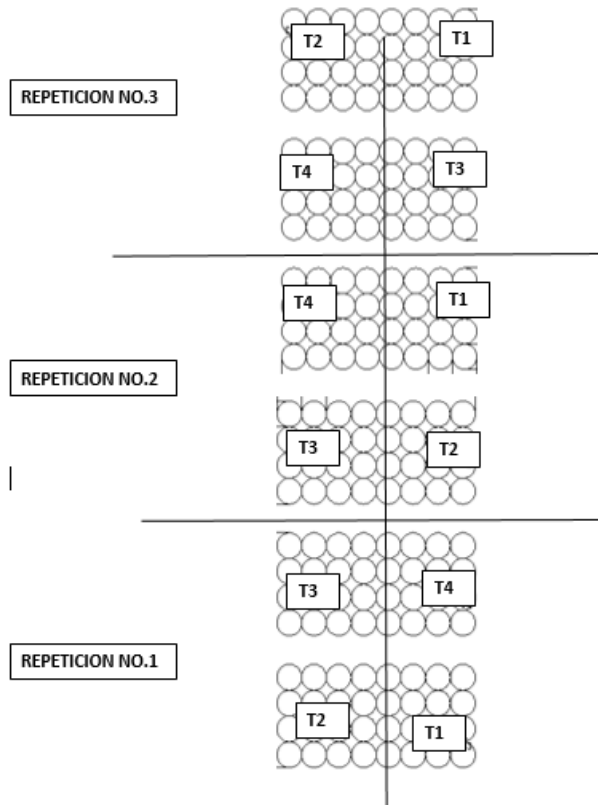 T2
T1
REPETICION NO.3
T4
T3
T4
T1
REPETICION NO.2
T3
T2
T3
T4
REPETICION NO.1
T2
T1